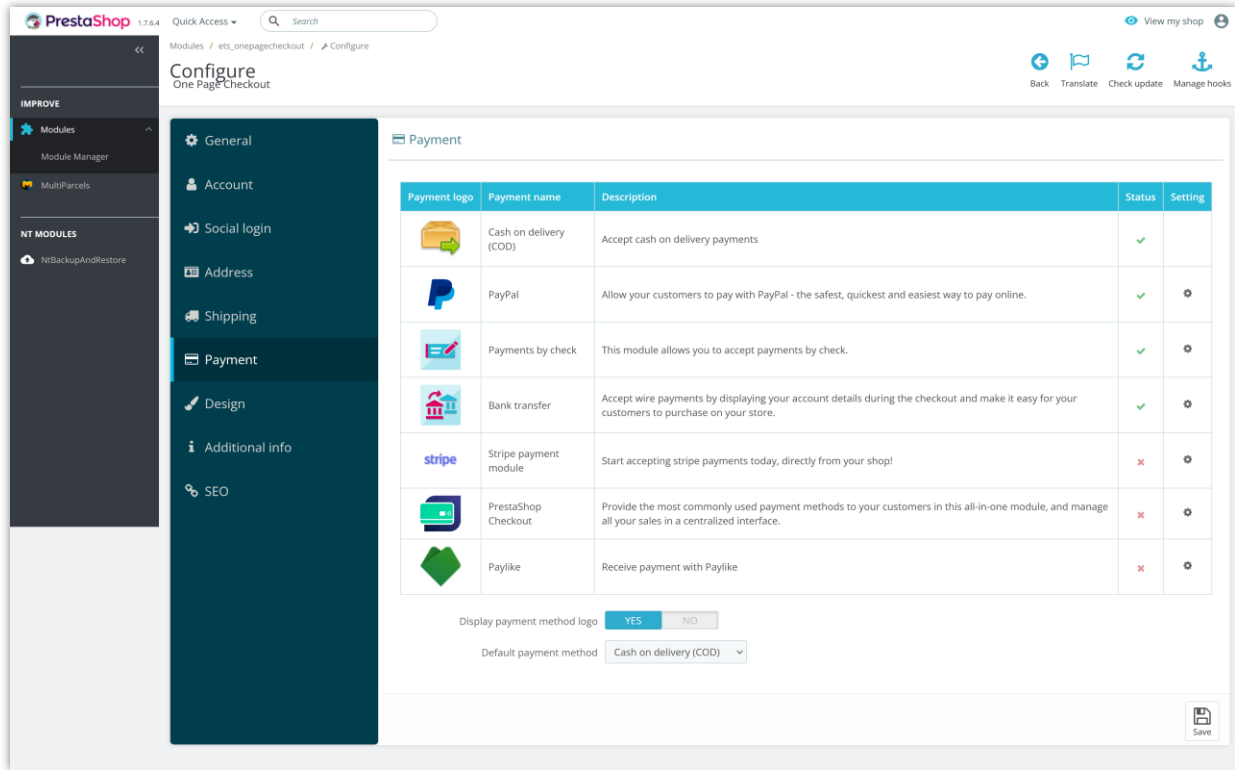 PrestaShop 1.7.6.4 Quick Access Search View my shop
Modules / ets_onepagecheckout / Configure
Configure
One Page Checkout
Back Translate Check update Manage hooks
IMPROVE
Modules
Module Manager
MultiParcels
NT MODULES
NtBackupAndRestore
General
Account
Social login
Address
Shipping
Payment
Design
Additional info
SEO
Payment
Payment logo Payment name Description Status Setting
Cash on delivery
(COD)
Accept cash on delivery payments
PayPal
Allow your customers to pay with PayPal - the safest, quickest and easiest way to pay online.
Payments by check
This module allows you to accept payments by check.
Bank transfer
Accept wire payments by displaying your account details during the checkout and make it easy for your
customers to purchase on your store.
stripe
Stripe payment
module
Start accepting stripe payments today, directly from your shop!
PrestaShop
Checkout
Provide the most commonly used payment methods to your customers in this all-in-one module, and manage
all your sales in a centralized interface.
Paylike
Receive payment with Paylike
Display payment method logo YES NO
Default payment method Cash on delivery (COD)
Save